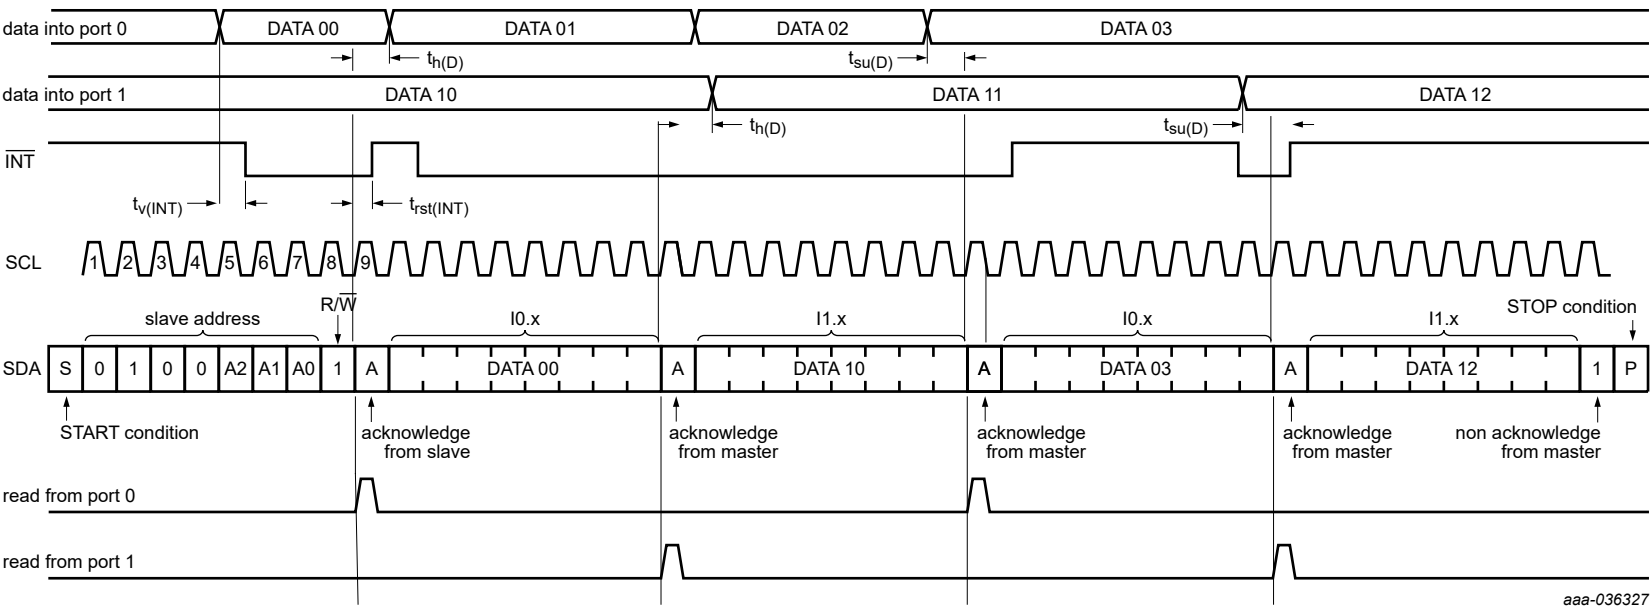 data into port 0 DATA 00 DATA 01 DATA 02 DATA 03
th(D) tsu(D)
data into port 1 DATA 10 DATA 11 DATA 12
th(D) tsu(D)
INT
tv(INT) trst(INT)
SCL 1 2 3 4 5 6 7 8 9
R/W
slave address I0.x I1.x I0.x I1.x STOP condition
SDA S 0 1 0 0 A2 A1 A0 1 A DATA 00 A DATA 10 A DATA 03 A DATA 12 1 P
START condition acknowledge acknowledge acknowledge acknowledge non acknowledge
from slave from master from master from master from master
read from port 0
read from port 1
aaa-036327